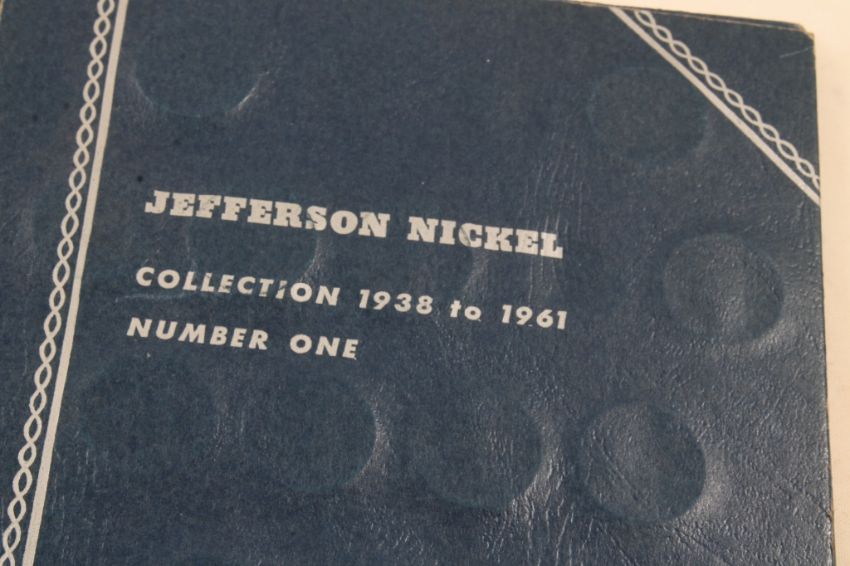 JEFFERSON NICKEL
COLLECTION 1938 to 1961
NUMBER ONE